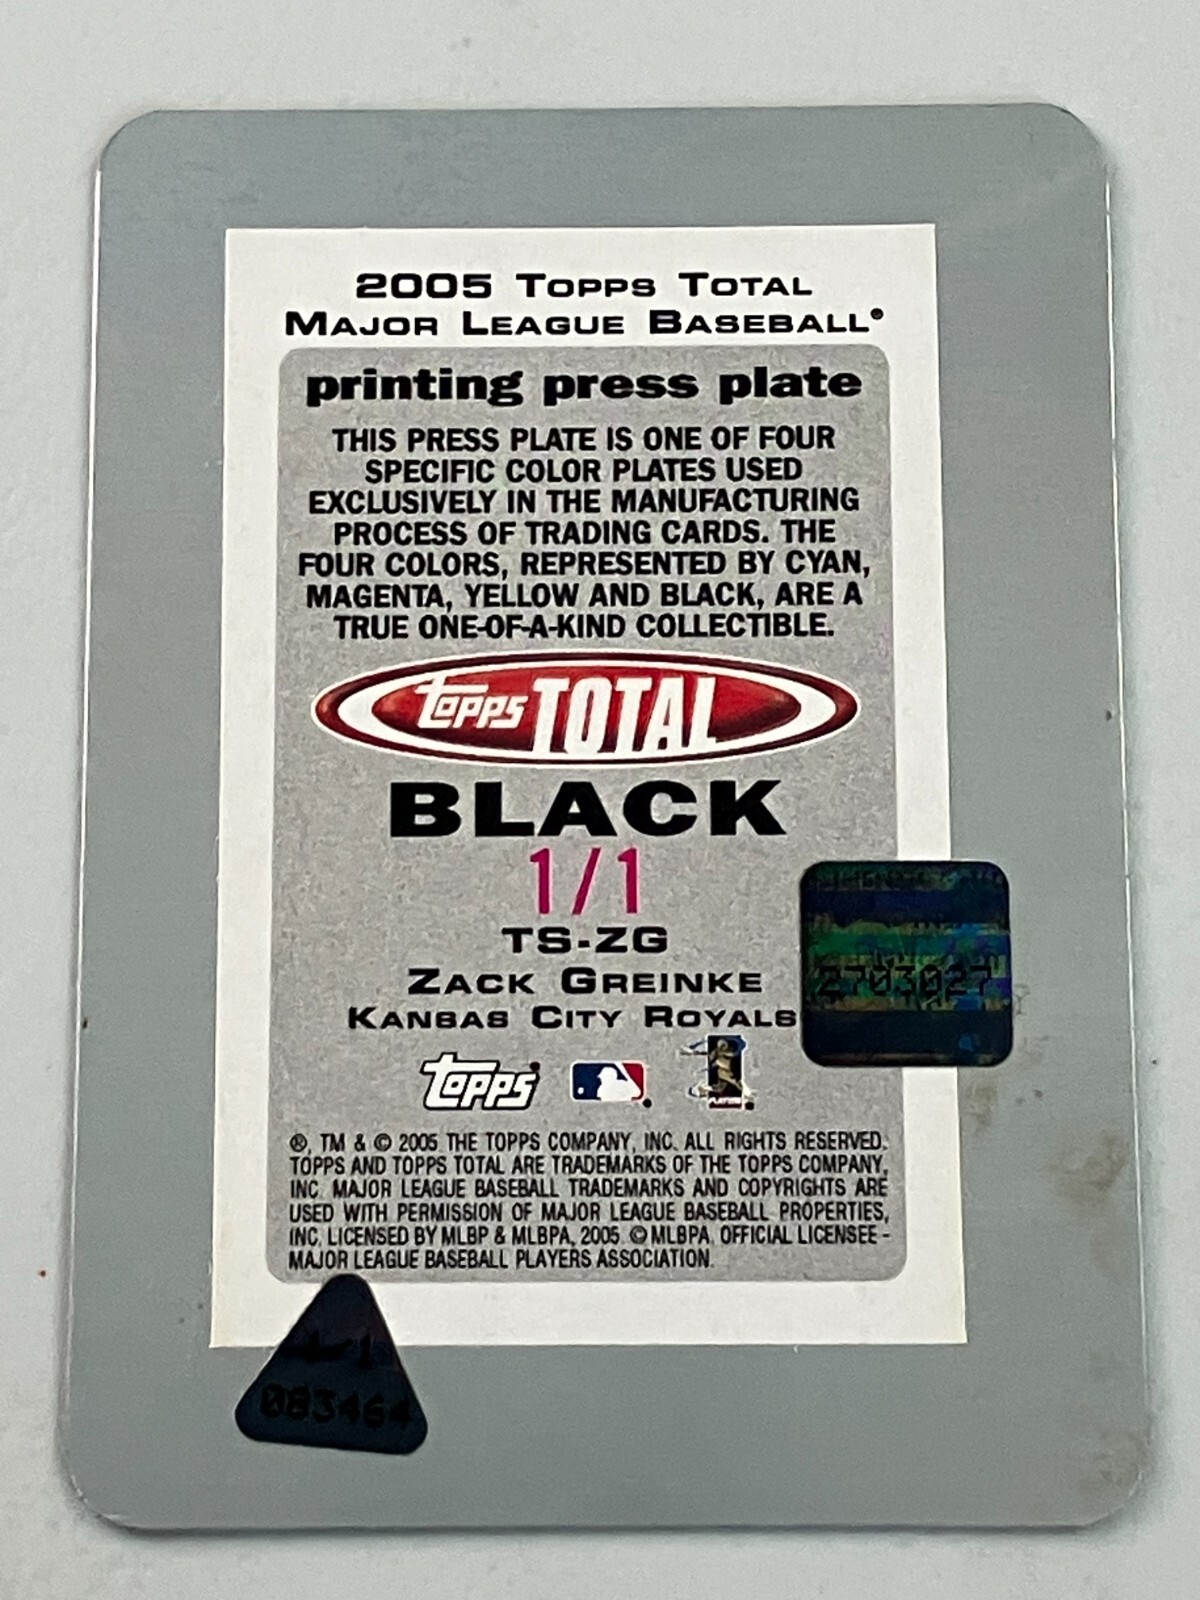 2005 Topps Total
Major League Baseball®
printing press plate
THIS PRESS PLATE IS ONE OF FOUR
SPECIFIC COLOR PLATES USED
EXCLUSIVELY IN THE MANUFACTURING
PROCESS OF TRADING CARDS. THE
FOUR COLORS, REPRESENTED BY CYAN,
MAGENTA, YELLOW AND BLACK, ARE A
TRUE ONE-OF-A-KIND COLLECTIBLE.
Topps TOTAL
BLACK
1/1
TS-ZG
Zack Greinke
Kansas City Royals
2703027
Topps
®, TM & © 2005 THE TOPPS COMPANY, INC. ALL RIGHTS RESERVED.
TOPPS AND TOPPS TOTAL ARE TRADEMARKS OF THE TOPPS COMPANY,
INC. MAJOR LEAGUE BASEBALL TRADEMARKS AND COPYRIGHTS ARE
USED WITH PERMISSION OF MAJOR LEAGUE BASEBALL PROPERTIES,
INC. LICENSED BY MLBP & MLBPA, 2005. © MLBPA. OFFICIAL LICENSEE -
MAJOR LEAGUE BASEBALL PLAYERS ASSOCIATION.
1/1
083464